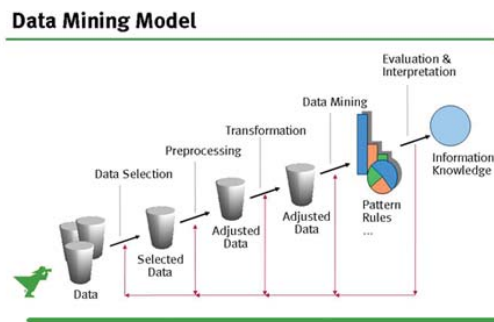 Data Mining Model
Evaluation &
Interpretation
Data Mining
Transformation
Preprocessing
Data Selection
Information
Knowledge
Pattern
Rules
...
Adjusted
Data
Adjusted
Data
Selected
Data
Data